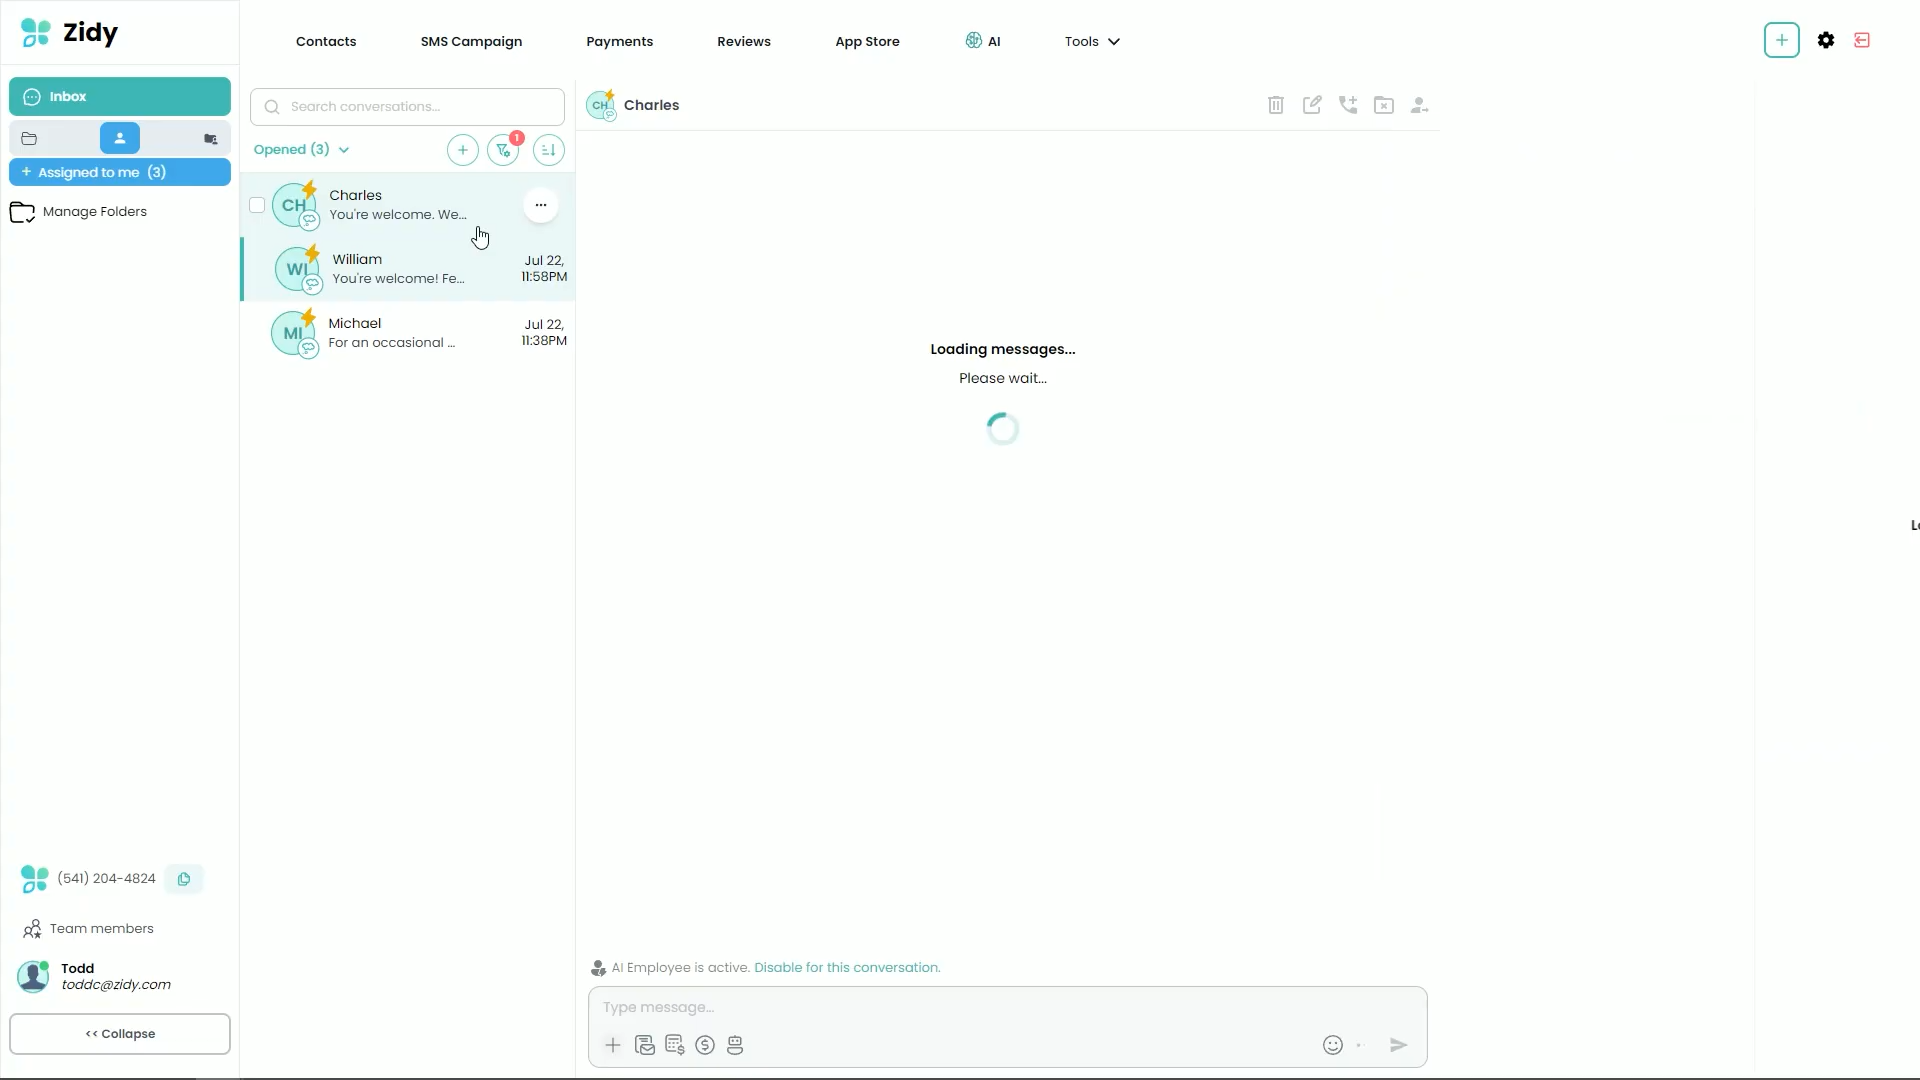 Zidy
Contacts
SMS Campaign
Payments
Reviews
App Store
AI
Tools
Inbox
+ Assigned to me (3)
Manage Folders
Search conversations...
Opened (3)
1
CH
Charles
You're welcome. We...
WI
William
You're welcome! Fe...
Jul 22,
11:58PM
MI
Michael
For an occasional ...
Jul 22,
11:38PM
CH
Charles
Loading messages...
Please wait...
AI Employee is active. Disable for this conversation.
Type message...
(541) 204-4824
Team members
Todd
toddc@zidy.com
<< Collapse